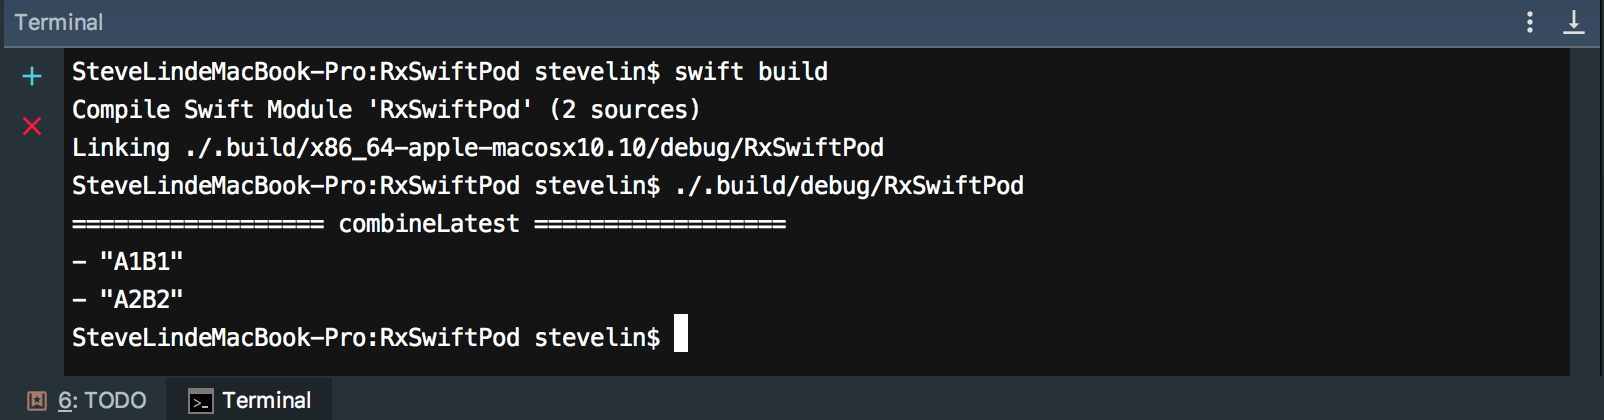 Terminal
SteveLindeMacBook-Pro:RxSwiftPod stevelin$ swift build
Compile Swift Module 'RxSwiftPod' (2 sources)
Linking ./.build/x86_64-apple-macosx10.10/debug/RxSwiftPod
SteveLindeMacBook-Pro:RxSwiftPod stevelin$ ./.build/debug/RxSwiftPod
================== combineLatest ==================
- "A1B1"
- "A2B2"
SteveLindeMacBook-Pro:RxSwiftPod stevelin$
6: TODO
Terminal